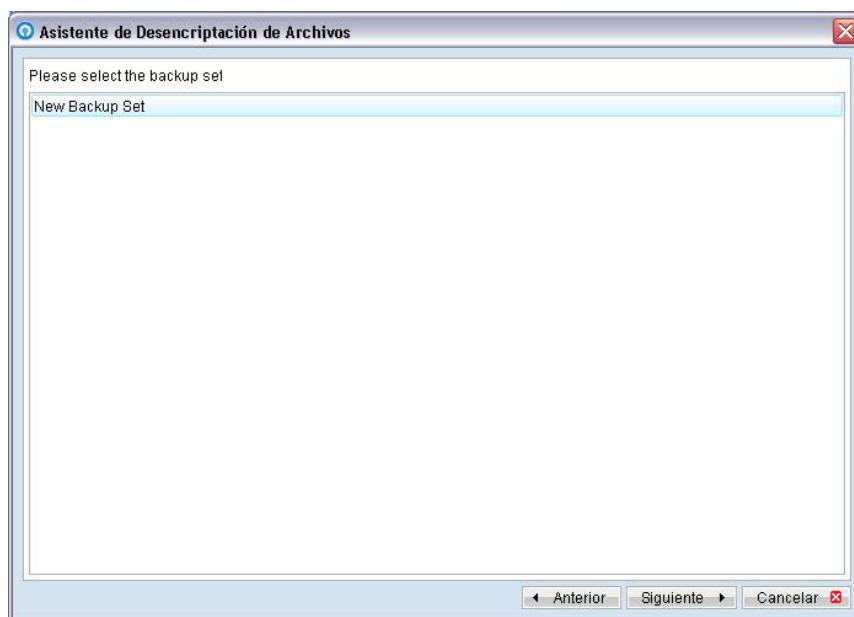 Asistente de Desencriptación de Archivos
Please select the backup set
New Backup Set
Anterior Siguiente Cancelar